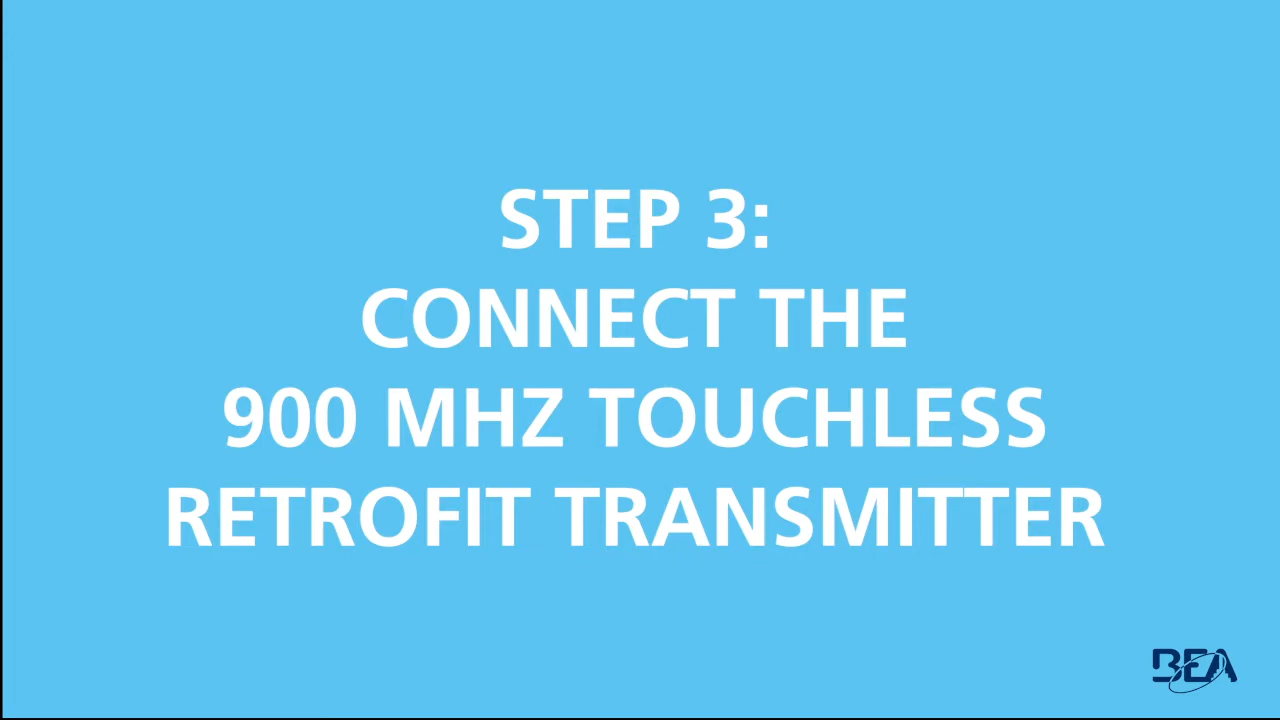 STEP 3:
CONNECT THE
900 MHZ TOUCHLESS
RETROFIT TRANSMITTER
BEA